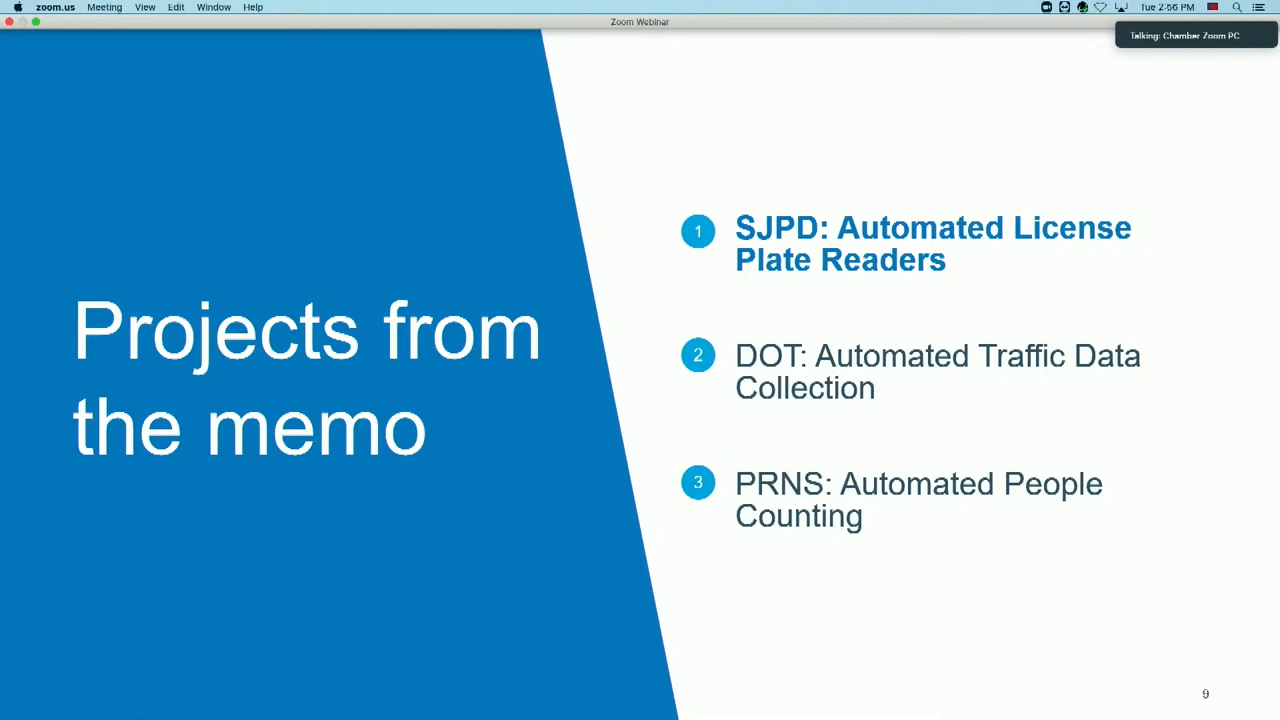 zoom.us Meeting View Edit Window Help Tue 2:56 PM
Zoom Webinar
Talking: Chamber Zoom PC
Projects from
the memo
1 SJPD: Automated License
Plate Readers
2 DOT: Automated Traffic Data
Collection
3 PRNS: Automated People
Counting
9